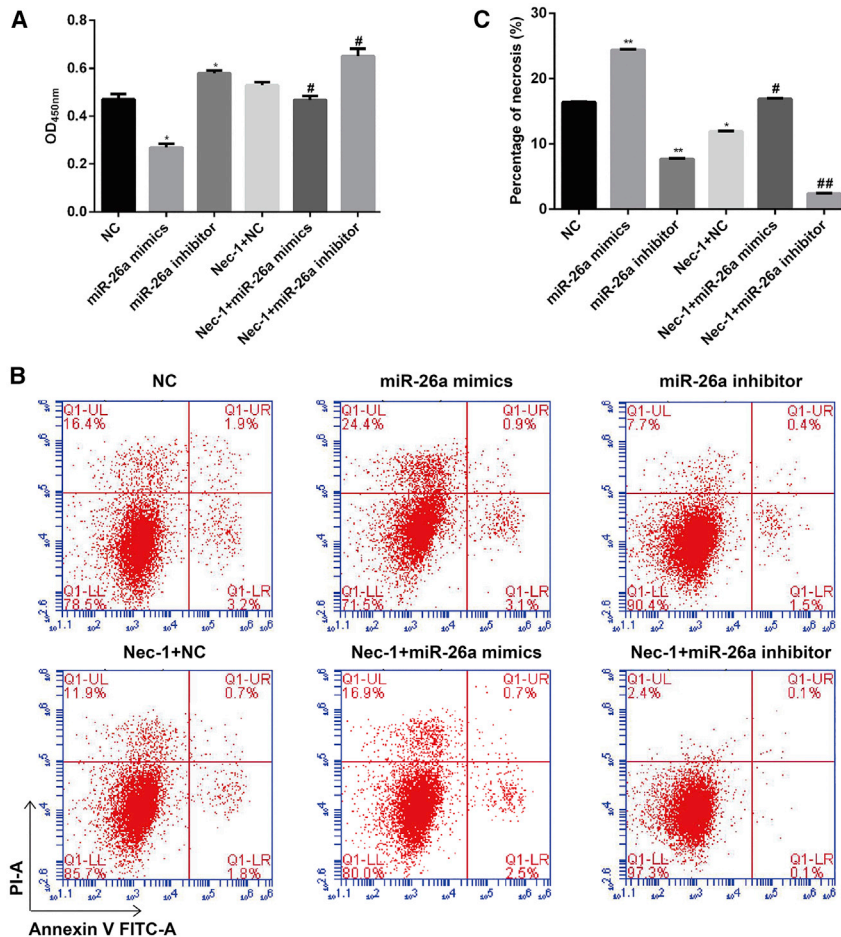 A
OD450nm
0.8
0.6
0.4
0.2
0.0
*
*
#
#
NC
miR-26a mimics
miR-26a inhibitor
Nec-1+NC
Nec-1+miR-26a mimics
Nec-1+miR-26a inhibitor
C
Percentage of necrosis (%)
30
20
10
0
**
**
*
#
##
NC
miR-26a mimics
miR-26a inhibitor
Nec-1+NC
Nec-1+miR-26a mimics
Nec-1+miR-26a inhibitor
B
NC
Q1-UL Q1-UR
16.4% 1.9%
Q1-LL Q1-LR
78.5% 3.2%
miR-26a mimics
Q1-UL Q1-UR
24.4% 0.9%
Q1-LL Q1-LR
71.5% 3.1%
miR-26a inhibitor
Q1-UL Q1-UR
7.7% 0.4%
Q1-LL Q1-LR
90.4% 1.5%
Nec-1+NC
Q1-UL Q1-UR
11.9% 0.7%
Q1-LL Q1-LR
85.7% 1.8%
Nec-1+miR-26a mimics
Q1-UL Q1-UR
16.9% 0.7%
Q1-LL Q1-LR
80.0% 2.5%
Nec-1+miR-26a inhibitor
Q1-UL Q1-UR
2.4% 0.1%
Q1-LL Q1-LR
97.3% 0.1%
PI-A
Annexin V FITC-A